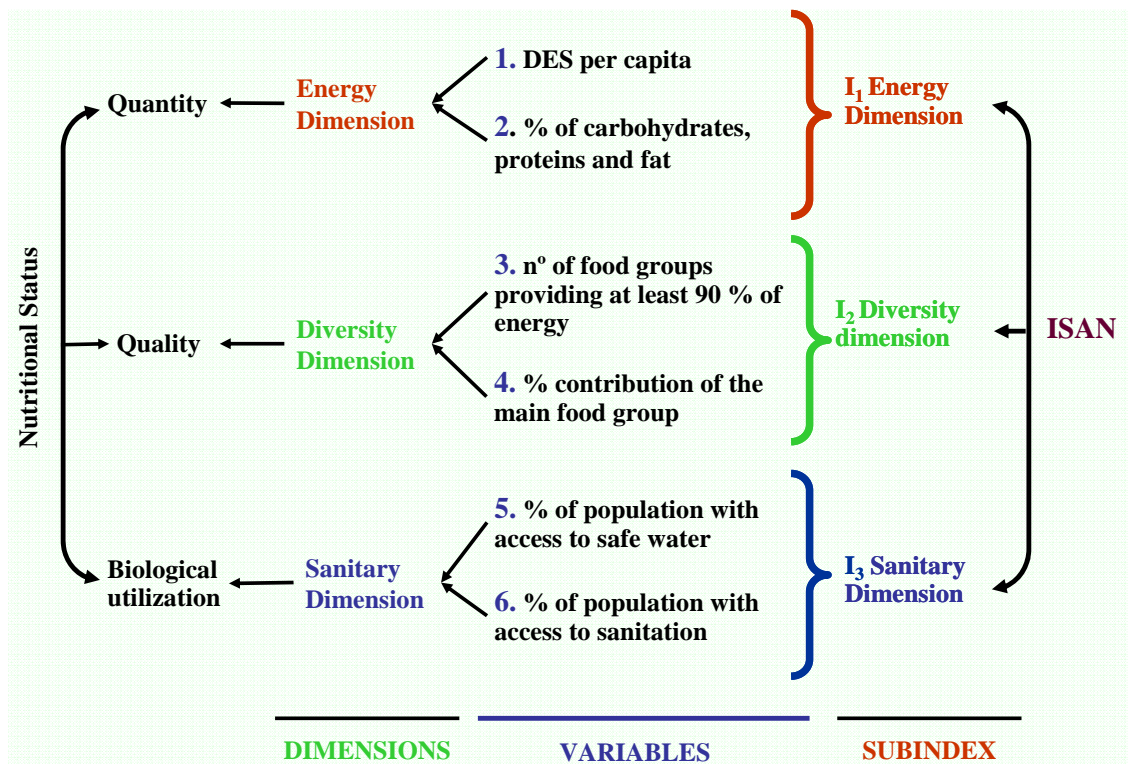 Nutritional Status
Quantity
Energy
Dimension
1. DES per capita
2. % of carbohydrates,
proteins and fat
I1 Energy
Dimension
Quality
Diversity
Dimension
3. nº of food groups
providing at least 90 % of
energy
4. % contribution of the
main food group
I2 Diversity
dimension
ISAN
Biological
utilization
Sanitary
Dimension
5. % of population with
access to safe water
6. % of population with
access to sanitation
I3 Sanitary
Dimension
DIMENSIONS
VARIABLES
SUBINDEX